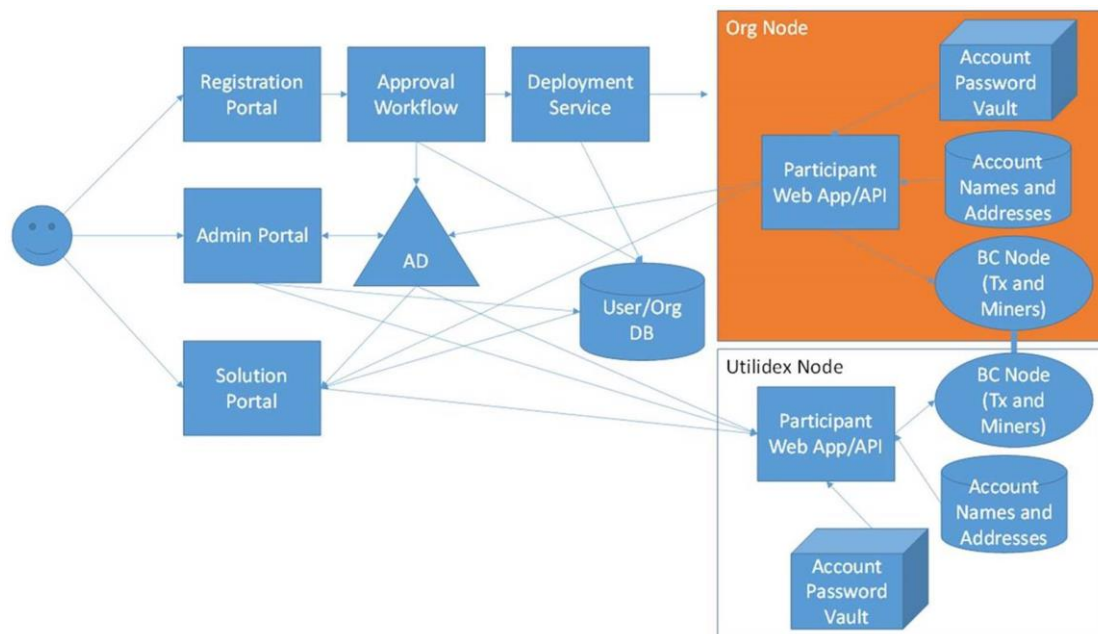 Org Node
Account
Password
Vault
Registration
Portal
Approval
Workflow
Deployment
Service
Participant
Web App/API
Account
Names and
Addresses
Admin Portal
AD
BC Node
(Tx and
Miners)
User/Org
DB
Solution
Portal
Utilidex Node
BC Node
(Tx and
Miners)
Participant
Web App/API
Account
Names and
Addresses
Account
Password
Vault